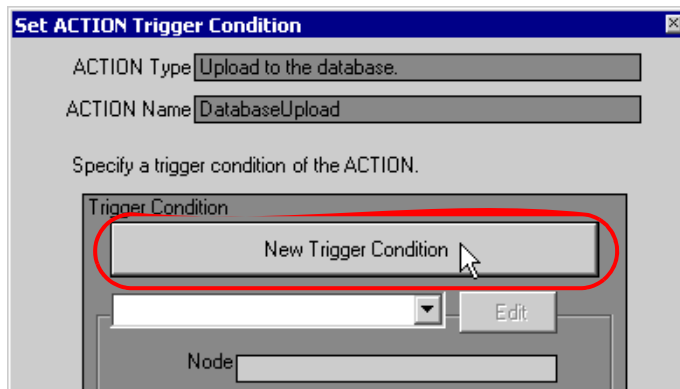 Set ACTION Trigger Condition
ACTION Type Upload to the database.
ACTION Name DatabaseUpload
Specify a trigger condition of the ACTION.
Trigger Condition
New Trigger Condition
Edit
Node